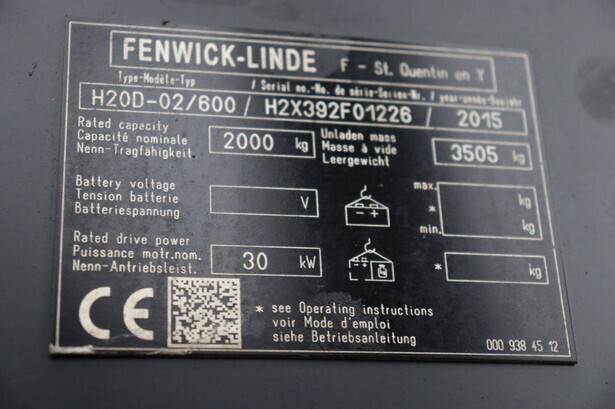 FENWICK-LINDE F - St. Quentin en Y
Type-Modèle-Typ / Serial no.-No. de série-Serien-Nr. / year-année-Baujahr
H20D-02/600 / H2X392F01226 / 2015
Rated capacity
Capacité nominale
Nenn-Tragfähigkeit.
2000 kg
Unladen mass
Masse à vide
Leergewicht
3505 kg
Battery voltage
Tension batterie
Batteriespannung
V
max. kg
*
min. kg
Rated drive power
Puissance motr.nom.
Nenn-Antriebsleist.
30 kW
* kg
CE
* see Operating instructions
voir Mode d'emploi
siehe Betriebsanleitung
000 938 45 12